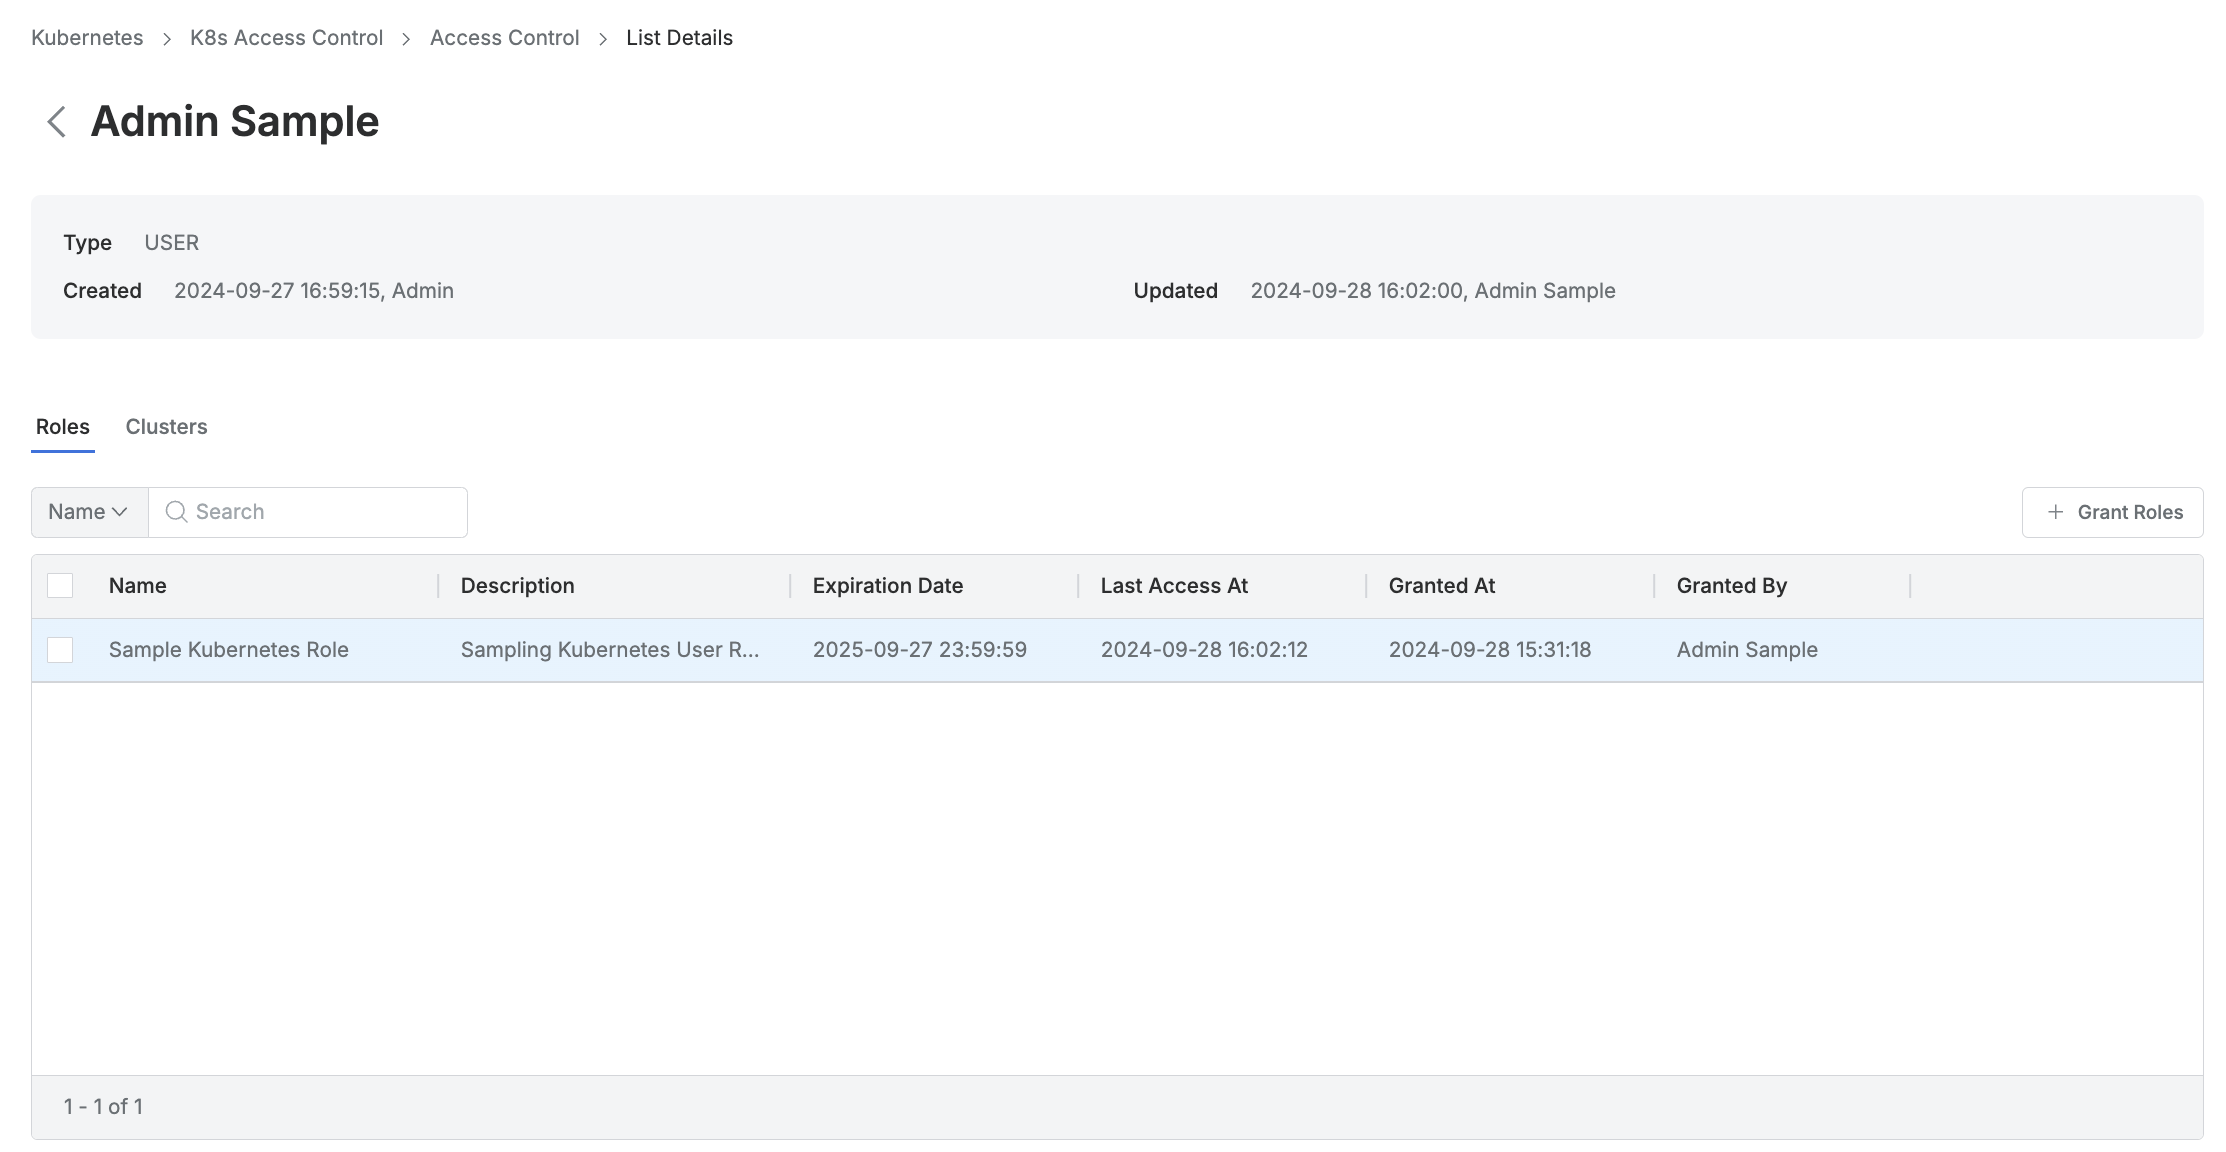 Kubernetes > K8s Access Control > Access Control > List Details
Admin Sample
Type USER
Created 2024-09-27 16:59:15, Admin Updated 2024-09-28 16:02:00, Admin Sample
Roles Clusters
Name Search + Grant Roles
Name Description Expiration Date Last Access At Granted At Granted By
Sample Kubernetes Role Sampling Kubernetes User R... 2025-09-27 23:59:59 2024-09-28 16:02:12 2024-09-28 15:31:18 Admin Sample
1 - 1 of 1